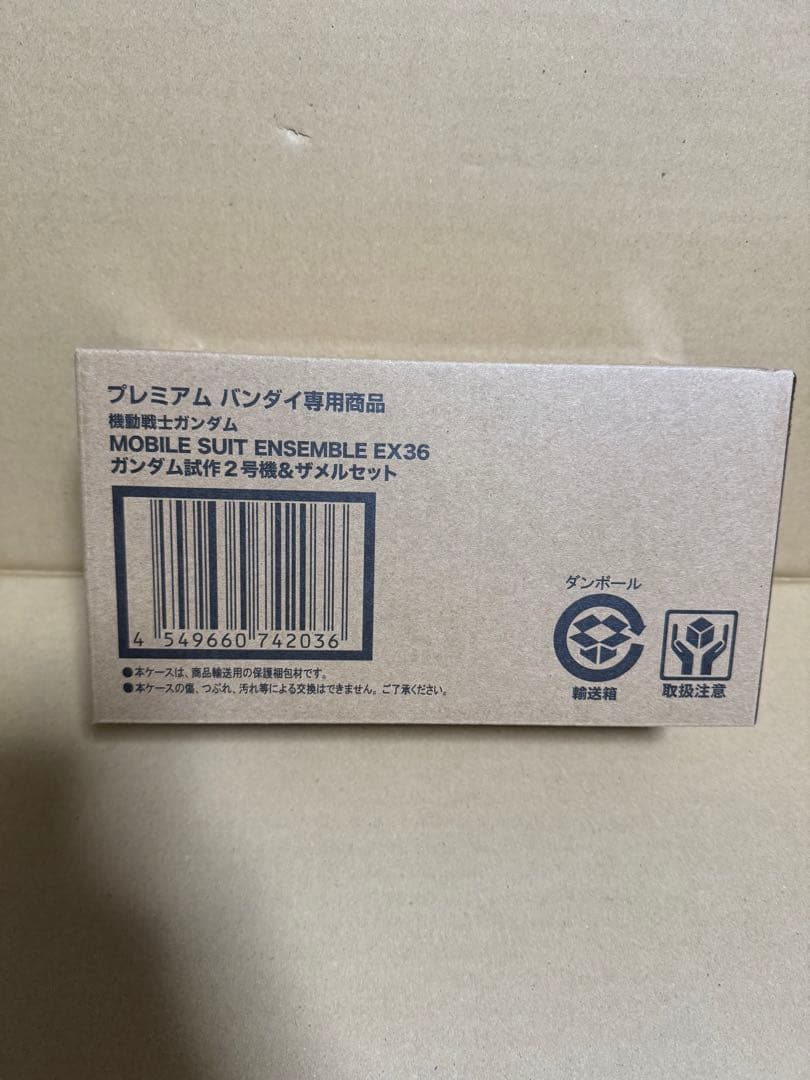 プレミアム バンダイ専用商品
機動戦士ガンダム
MOBILE SUIT ENSEMBLE EX36
ガンダム試作2号機&ザメルセット
4 549660 742036
●本ケースは、商品輸送用の保護梱包材です。
●本ケースの傷、つぶれ、汚れ等による交換はできません。ご了承ください。
ダンボール
輸送箱
取扱注意